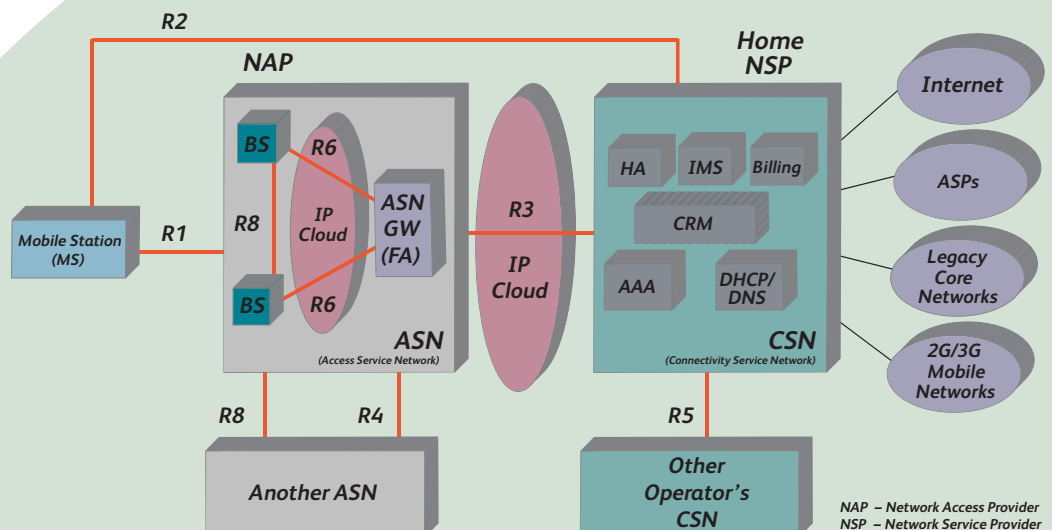 R2
Home
NSP
NAP
Internet
BS
R6
HA
IMS
Billing
ASPs
ASN
GW
(FA)
R8
IP
Cloud
R3
CRM
Mobile Station
(MS)
R1
IP
Cloud
Legacy
Core
Networks
BS
R6
AAA
DHCP/
DNS
ASN
(Access Service Network)
CSN
(Connectivity Service Network)
2G/3G
Mobile
Networks
R8
R4
R5
Another ASN
Other
Operator's
CSN
NAP – Network Access Provider
NSP – Network Service Provider